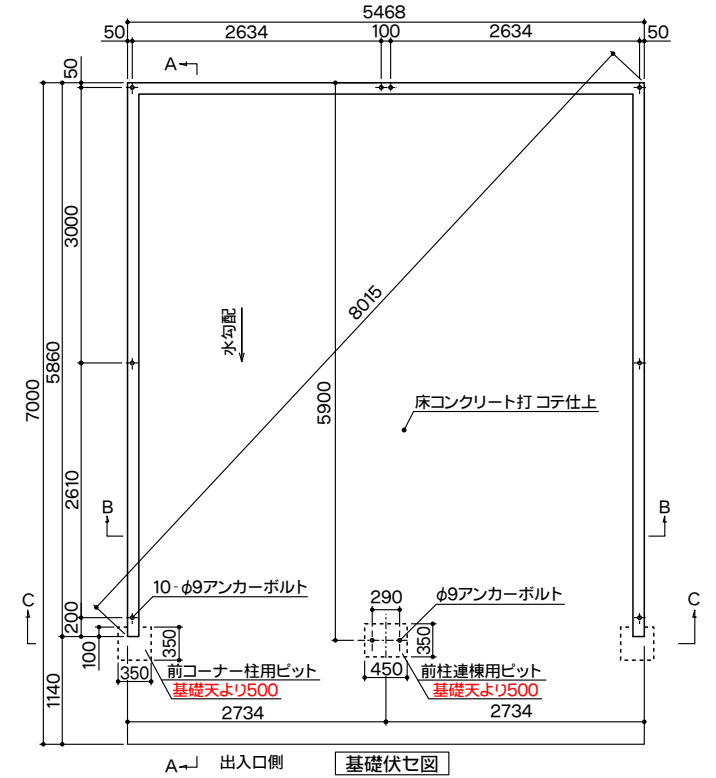 5468
50 2634 100 2634 50
A
50
3000
2610
200
5860
7000
1140
100
8015
5900
水勾配
床コンクリート打 コテ仕上
B
B
C
C
10-φ9アンカーボルト
290
φ9アンカーボルト
350
350
350
450
前コーナー柱用ピット
基礎天より500
前柱連棟用ピット
基礎天より500
2734
2734
A
出入口側
基礎伏セ図